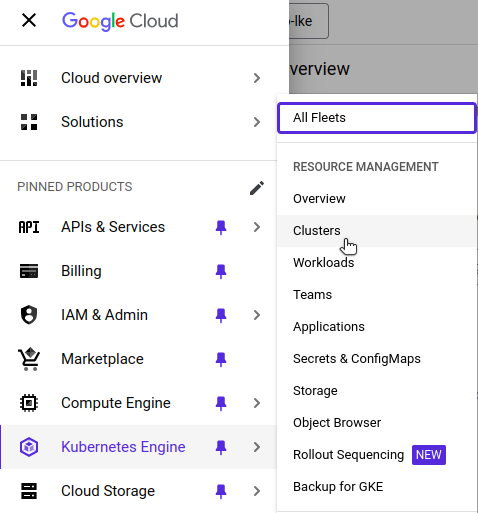 Google Cloud
-lke
verview
Cloud overview
Solutions
PINNED PRODUCTS
API APIs & Services
Billing
IAM & Admin
Marketplace
Compute Engine
Kubernetes Engine
Cloud Storage
All Fleets
RESOURCE MANAGEMENT
Overview
Clusters
Workloads
Teams
Applications
Secrets & ConfigMaps
Storage
Object Browser
Rollout Sequencing NEW
Backup for GKE